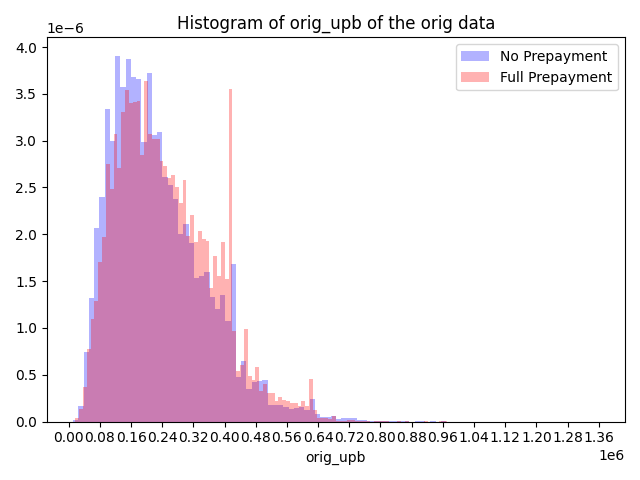 Histogram of orig_upb of the orig data
1e−6
4.0
3.5
3.0
2.5
2.0
1.5
1.0
0.5
0.0
No Prepayment
Full Prepayment
0.00 0.08 0.16 0.24 0.32 0.40 0.48 0.56 0.64 0.72 0.80 0.88 0.96 1.04 1.12 1.20 1.28 1.36
orig_upb
1e6